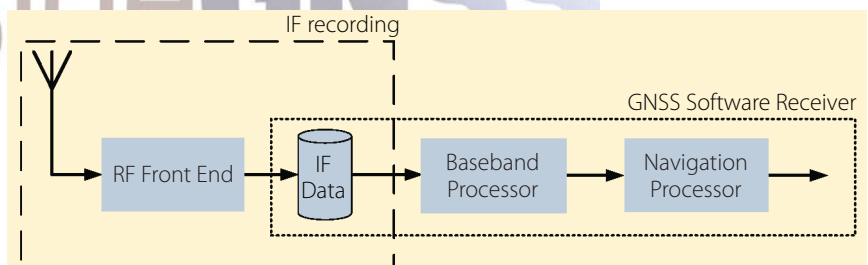 IF recording
GNSS Software Receiver
RF Front End
IF
Data
Baseband
Processor
Navigation
Processor